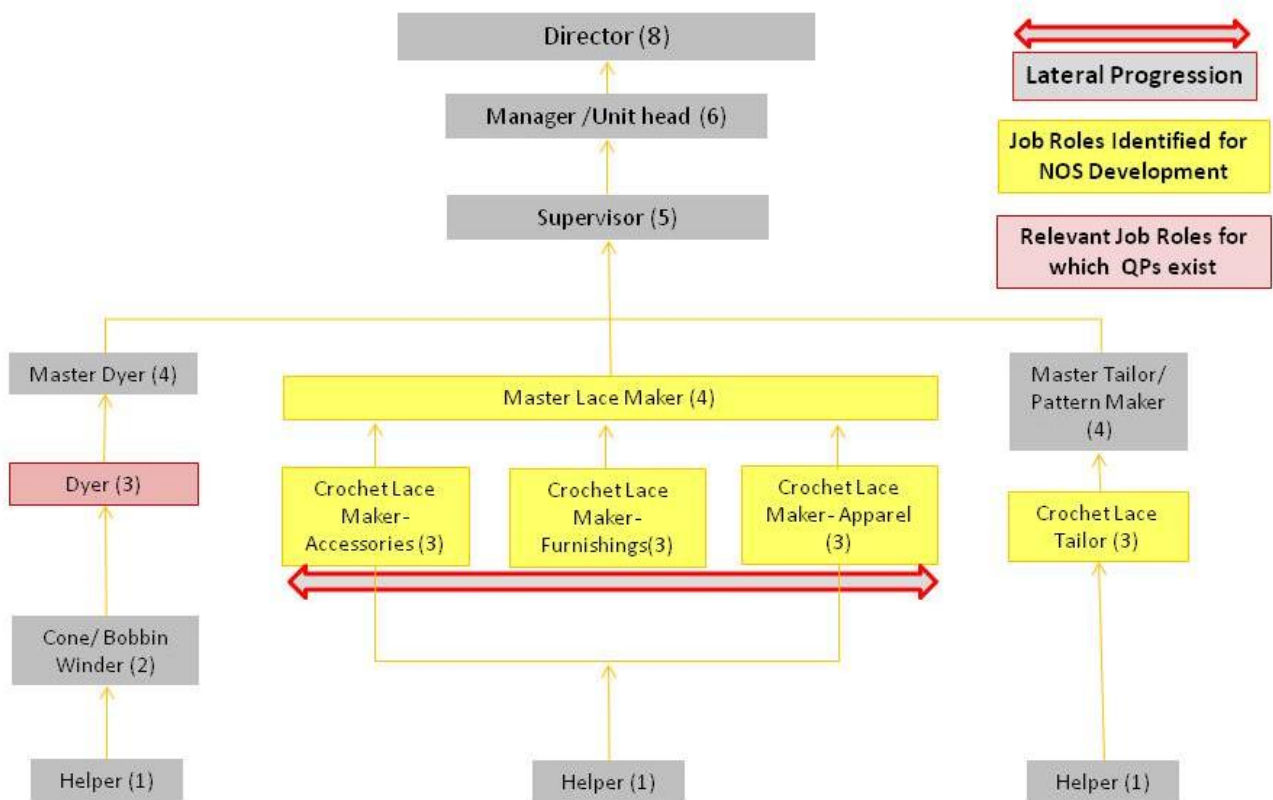 Director (8)
Lateral Progression
Manager /Unit head (6)
Job Roles Identified for
NOS Development
Supervisor (5)
Relevant Job Roles for
which QPs exist
Master Dyer (4)
Master Lace Maker (4)
Master Tailor/
Pattern Maker
(4)
Dyer (3)
Crochet Lace
Maker-
Accessories (3)
Crochet Lace
Maker-
Furnishings(3)
Crochet Lace
Maker- Apparel
(3)
Crochet Lace
Tailor (3)
Cone/ Bobbin
Winder (2)
Helper (1)
Helper (1)
Helper (1)